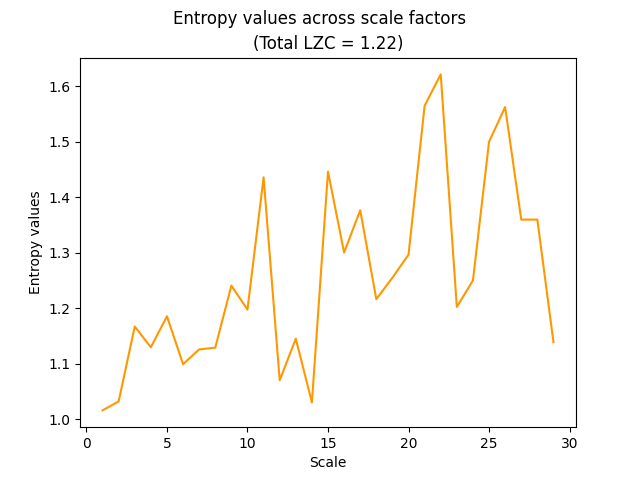 Entropy values across scale factors
(Total LZC = 1.22)
1.6
1.5
1.4
1.3
1.2
1.1
1.0
Entropy values
0 5 10 15 20 25 30
Scale